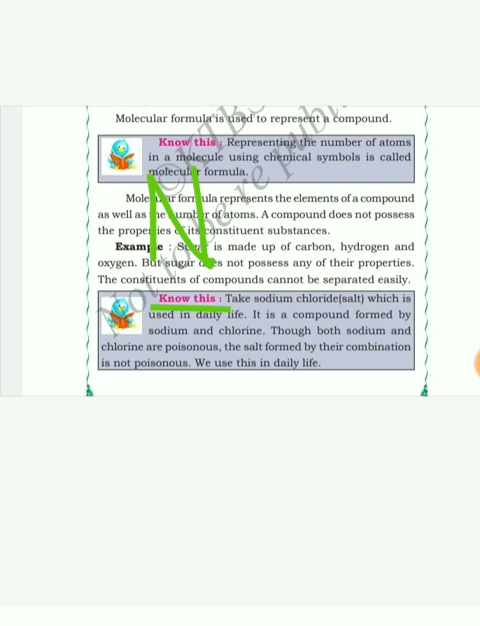 Molecular formula is used to represent a compound.
Know this : Representing the number of atoms
in a molecule using chemical symbols is called
molecular formula.
Molecular formula represents the elements of a compound
as well as the number of atoms. A compound does not possess
the properties of its constituent substances.
Example : Sugar is made up of carbon, hydrogen and
oxygen. But sugar does not possess any of their properties.
The constituents of compounds cannot be separated easily.
Know this : Take sodium chloride(salt) which is
used in daily life. It is a compound formed by
sodium and chlorine. Though both sodium and
chlorine are poisonous, the salt formed by their combination
is not poisonous. We use this in daily life.
©KTBS
Not to be re publi
N